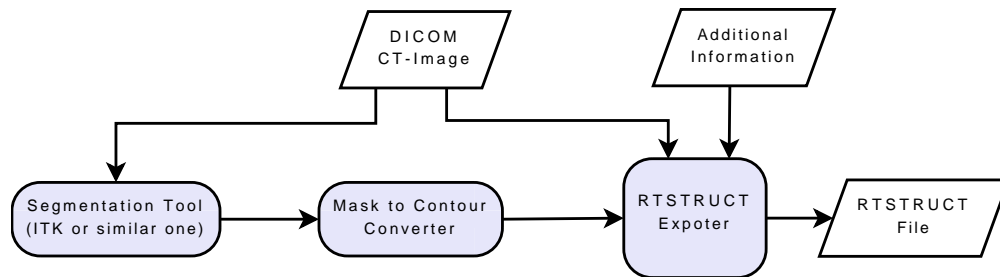 DICOM
CT-Image
Additional
Information
Segmentation Tool
(ITK or similar one)
Mask to Contour
Converter
RTSTRUCT
Expoter
RTSTRUCT
File